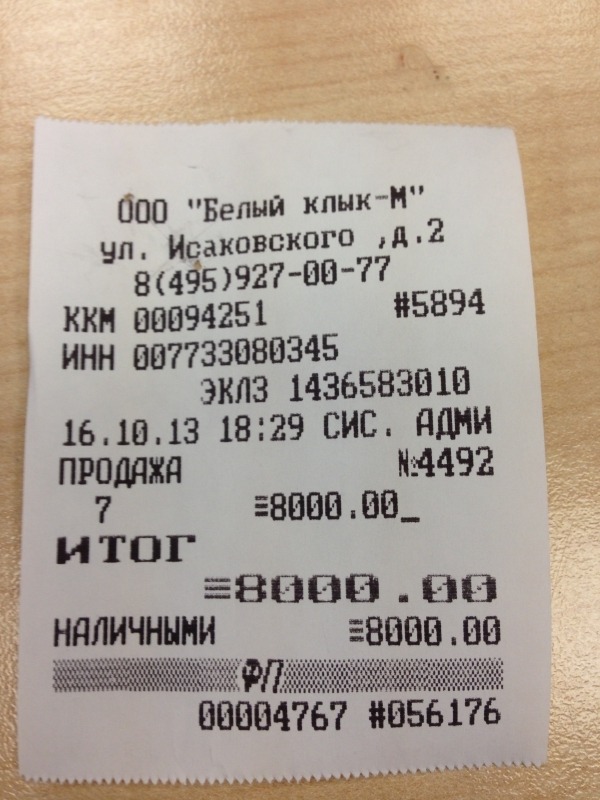 ООО "Белый клык-М"
ул. Исаковского ,д.2
8(495)927-00-77
ККМ 00094251 #5894
ИНН 007733080345
ЭКЛЗ 1436583010
16.10.13 18:29 СИС. АДМИ
ПРОДАЖА №4492
7 ≡8000.00_
ИТОГ
≡8000.00
НАЛИЧНЫМИ ≡8000.00
ФП
00004767 #056176